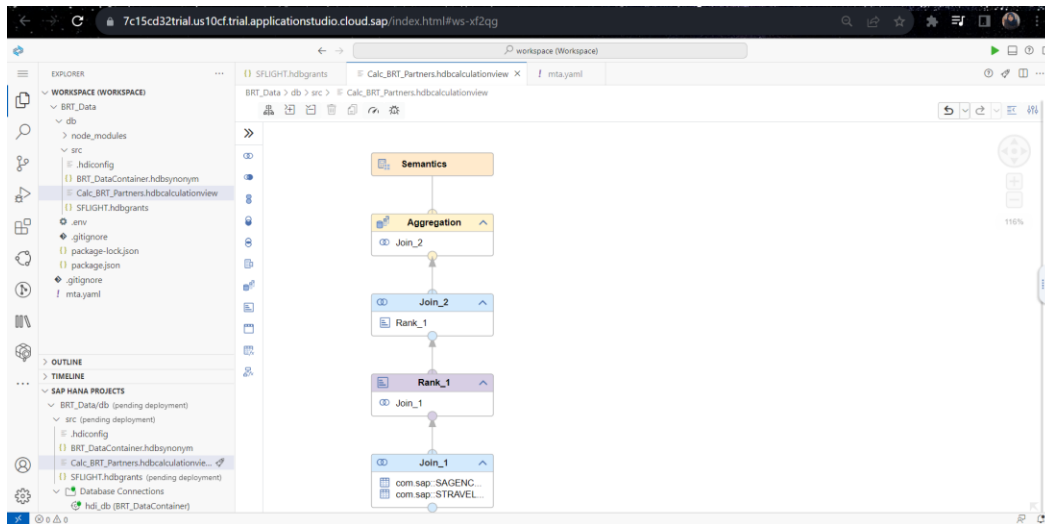 7c15cd32trial.us10cf.trial.applicationstudio.cloud.sap/index.html#ws-xf2qg
workspace (Workspace)
EXPLORER
SFLIGHT.hdbgrants
Calc_BRT_Partners.hdbcalculationview
! mta.yaml
WORKSPACE (WORKSPACE)
BRT_Data > db > src > Calc_BRT_Partners.hdbcalculationview
BRT_Data
db
node_modules
src
.hdiconfig
BRT_DataContainer.hdbsynonym
Calc_BRT_Partners.hdbcalculationview
SFLIGHT.hdbgrants
.env
.gitignore
package-lock.json
package.json
.gitignore
! mta.yaml
OUTLINE
TIMELINE
SAP HANA PROJECTS
BRT_Data/db (pending deployment)
src (pending deployment)
.hdiconfig
BRT_DataContainer.hdbsynonym
Calc_BRT_Partners.hdbcalculationvie...
SFLIGHT.hdbgrants (pending deployment)
Database Connections
hdi_db (BRT_DataContainer)
Semantics
Aggregation
Join_2
Join_2
Rank_1
Rank_1
Join_1
Join_1
com.sap::SAGENC...
com.sap::STRAVEL...
116%
0 0